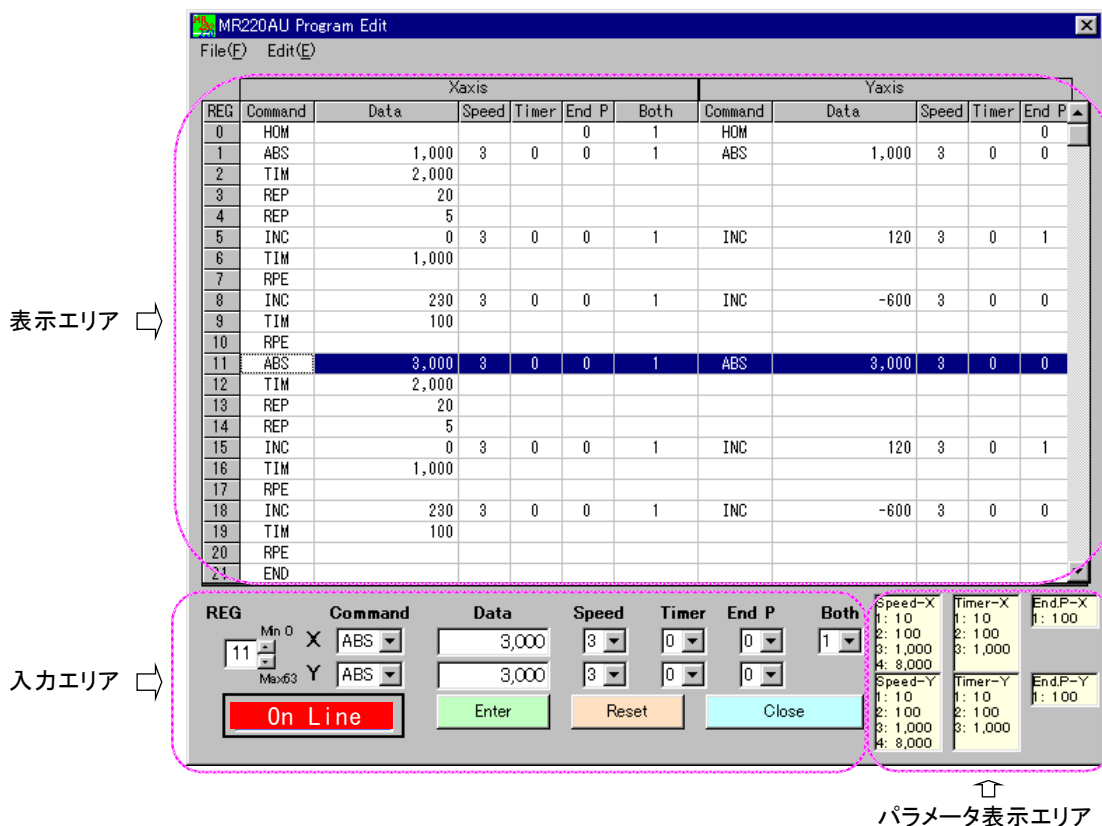 MR220AU Program Edit
File(F) Edit(E)
Xaxis Yaxis
REG Command Data Speed Timer End P Both Command Data Speed Timer End P
0 HOM 0 1 HOM 0
1 ABS 1,000 3 0 0 1 ABS 1,000 3 0 0
2 TIM 2,000
3 REP 20
4 REP 5
5 INC 0 3 0 0 1 INC 120 3 0 1
6 TIM 1,000
7 RPE
8 INC 230 3 0 0 1 INC -600 3 0 0
9 TIM 100
10 RPE
11 ABS 3,000 3 0 0 1 ABS 3,000 3 0 0
12 TIM 2,000
13 REP 20
14 REP 5
15 INC 0 3 0 0 1 INC 120 3 0 1
16 TIM 1,000
17 RPE
18 INC 230 3 0 0 1 INC -600 3 0 0
19 TIM 100
20 RPE
21 END
表示エリア
REG Command Data Speed Timer End P Both
Min 0
11
Max63
X ABS 3,000 3 0 0 1
Y ABS 3,000 3 0 0
On Line Enter Reset Close
入力エリア
Speed-X
1: 10
2: 100
3: 1,000
4: 8,000
Timer-X
1: 10
2: 100
3: 1,000
End.P-X
1: 100
Speed-Y
1: 10
2: 100
3: 1,000
4: 8,000
Timer-Y
1: 10
2: 100
3: 1,000
End.P-Y
1: 100
パラメータ表示エリア